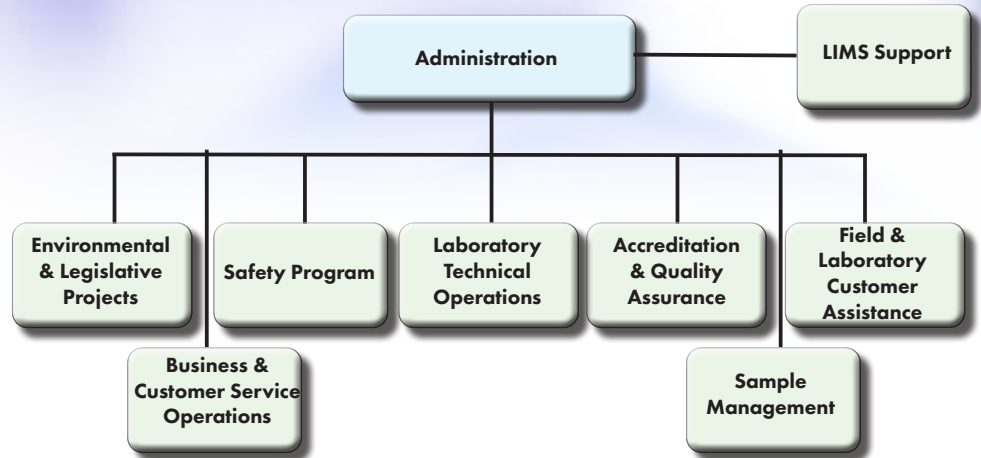 Administration
LIMS Support
Environmental
& Legislative
Projects
Safety Program
Laboratory
Technical
Operations
Accreditation
& Quality
Assurance
Field &
Laboratory
Customer
Assistance
Business &
Customer Service
Operations
Sample
Management